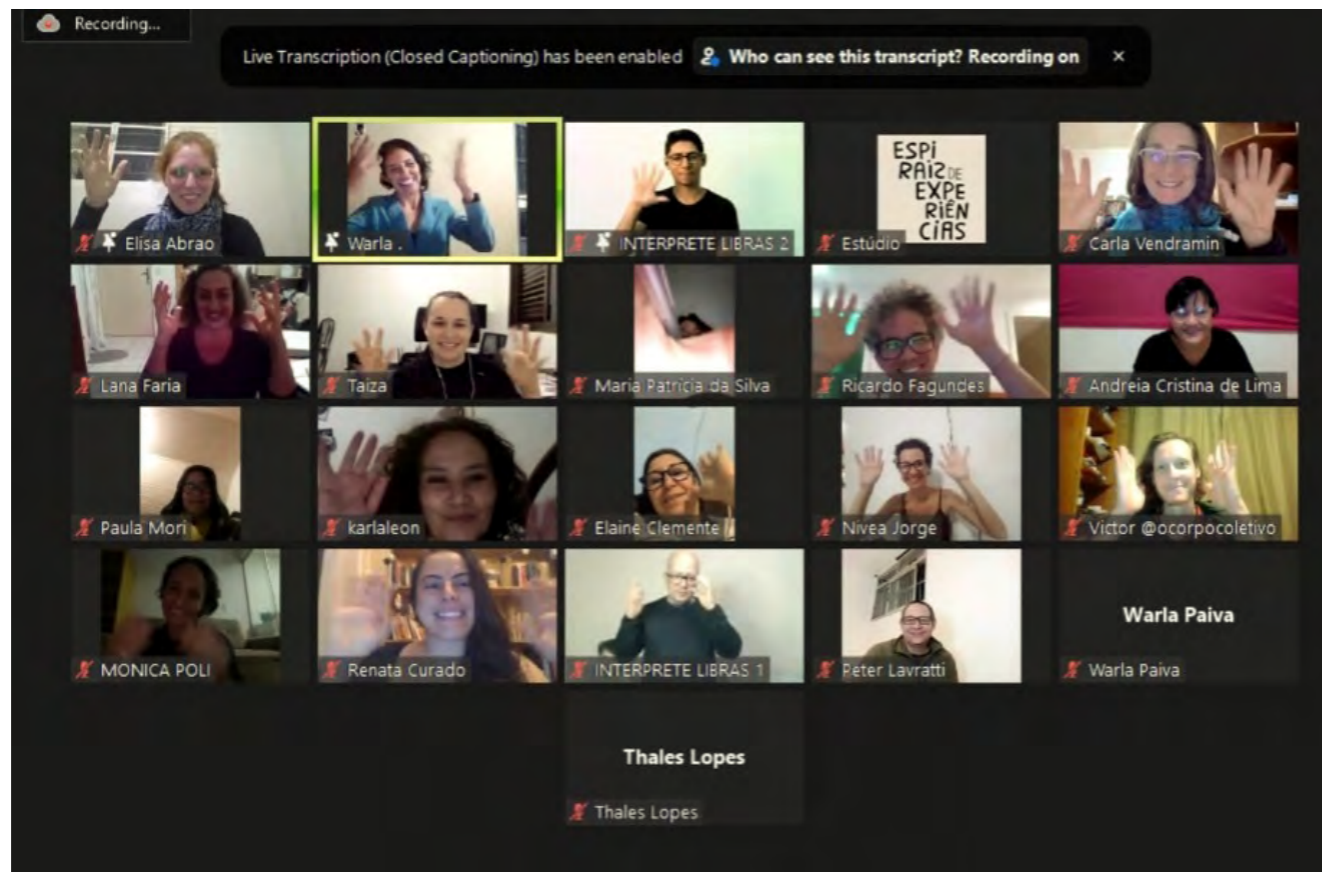 Recording...
Live Transcription (Closed Captioning) has been enabled Who can see this transcript? Recording on ×
Elisa Abrao
Warla .
INTERPRETE LIBRAS 2
ESPI
RAIZ DE
EXPE
RIÊN
CIAS
Estúdio
Carla Vendramin
Lana Faria
Taiza
Maria Patricia da Silva
Ricardo Fagundes
Andreia Cristina de Lima
Paula Mori
karlaleon
Elaine Clemente
Nivea Jorge
Victor @ocorpocoletivo
MONICA POLI
Renata Curado
INTERPRETE LIBRAS 1
Peter Lavratti
Warla Paiva
Warla Paiva
Thales Lopes
Thales Lopes